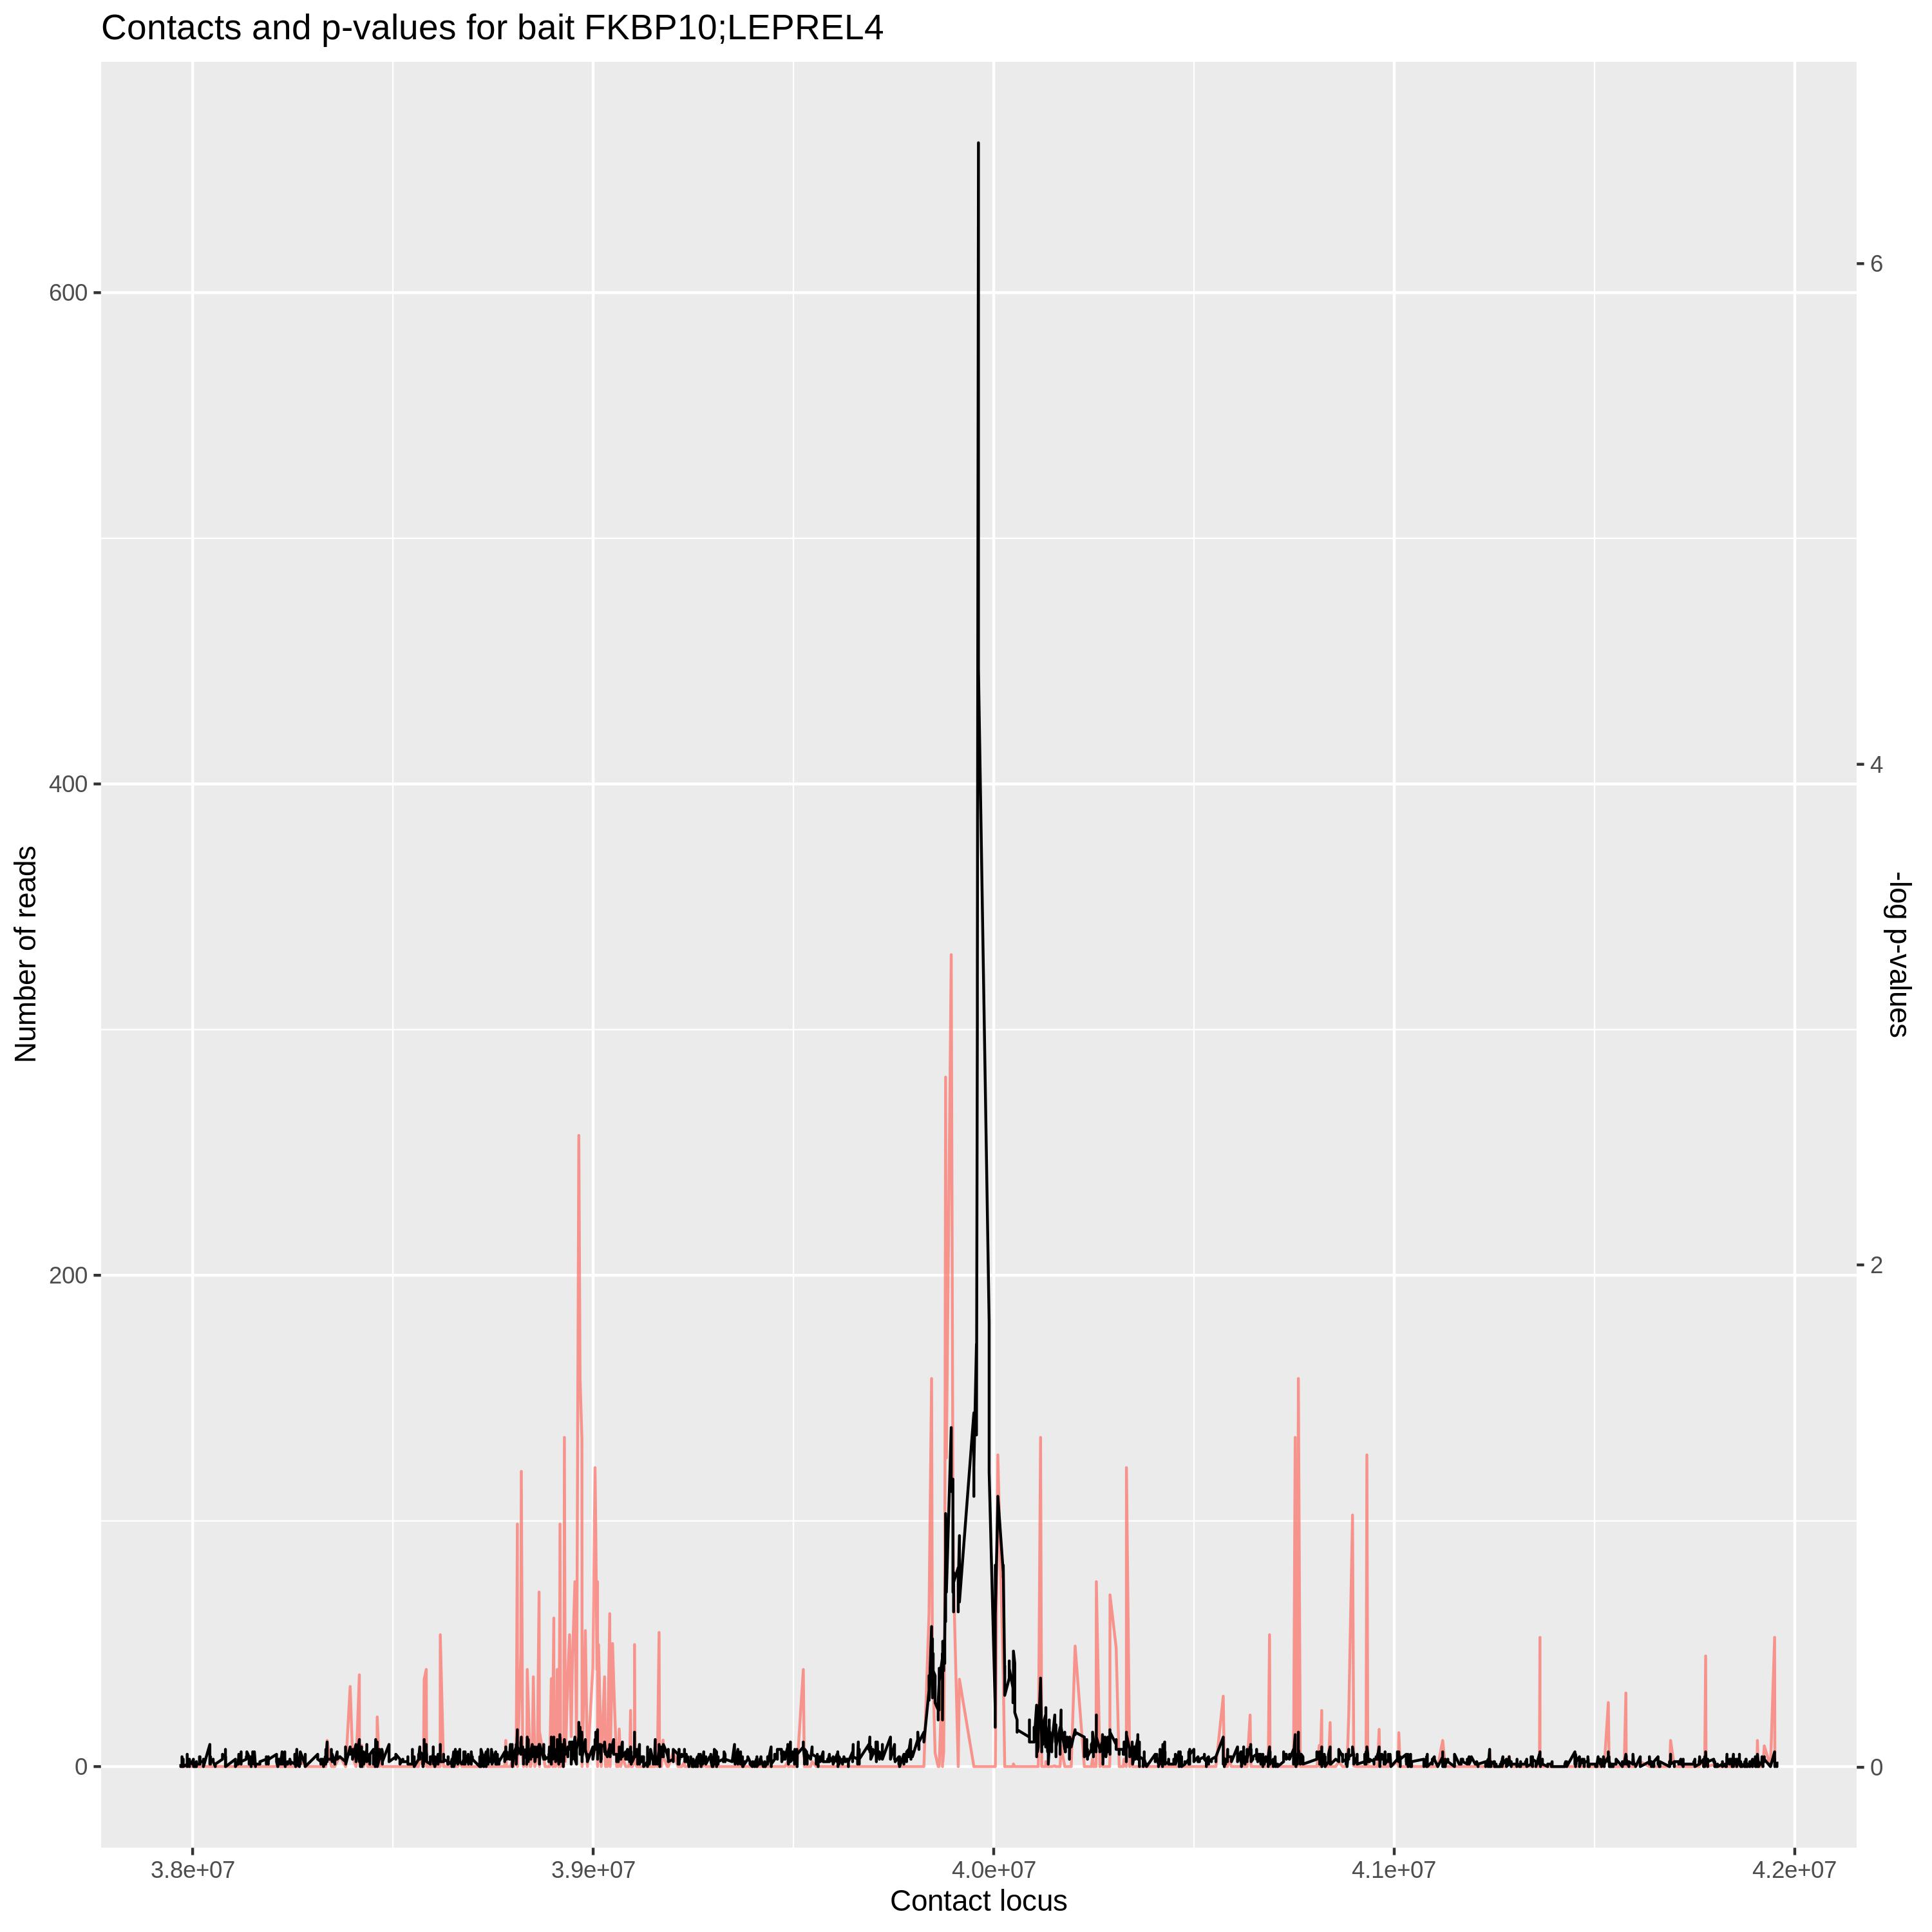 Contacts and p-values for bait FKBP10;LEPREL4
600
400
200
0
Number of reads
6
4
2
0
-log p-values
3.8e+07
3.9e+07
4.0e+07
4.1e+07
4.2e+07
Contact locus